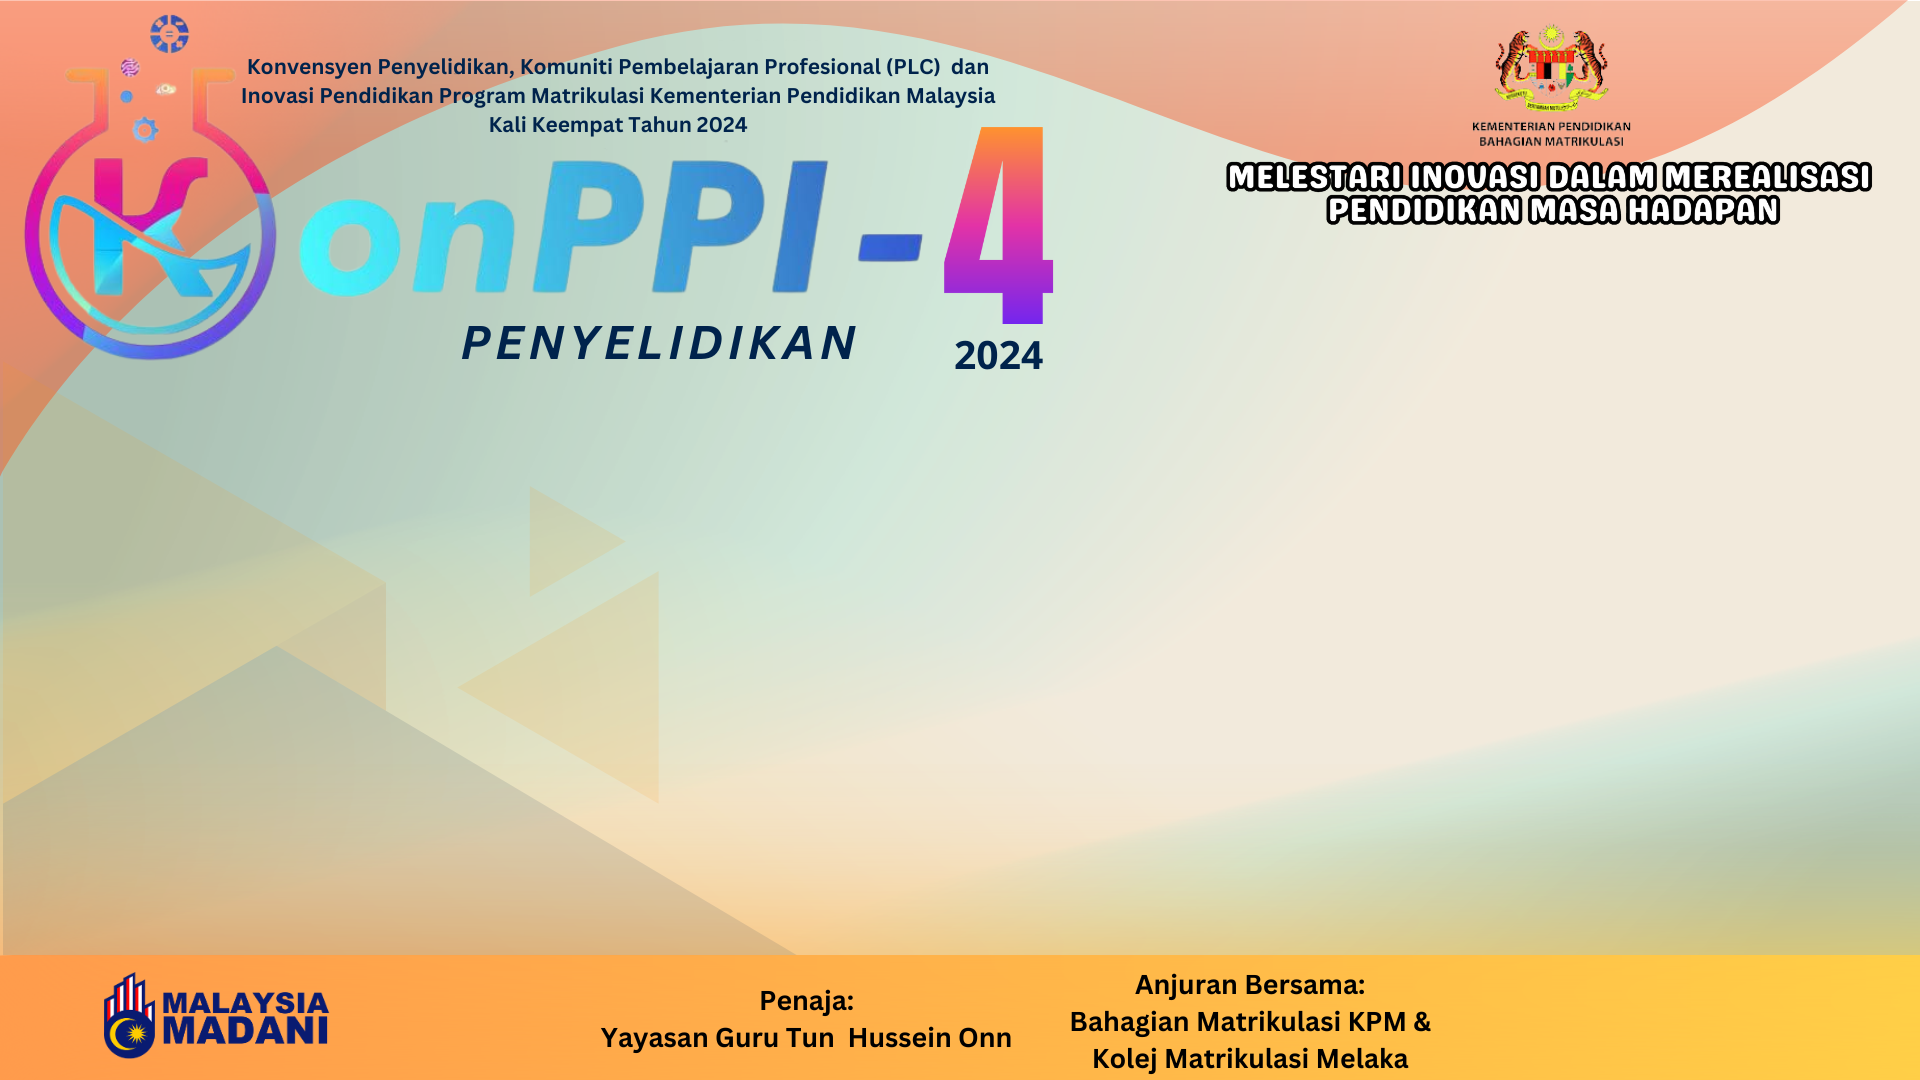 Konvensyen Penyelidikan, Komuniti Pembelajaran Profesional (PLC) dan
Inovasi Pendidikan Program Matrikulasi Kementerian Pendidikan Malaysia
Kali Keempat Tahun 2024
KonPPI-4
PENYELIDIKAN
2024
KEMENTERIAN PENDIDIKAN
BAHAGIAN MATRIKULASI
MELESTARI INOVASI DALAM MEREALISASI
PENDIDIKAN MASA HADAPAN
MALAYSIA
MADANI
Penaja:
Yayasan Guru Tun Hussein Onn
Anjuran Bersama:
Bahagian Matrikulasi KPM &
Kolej Matrikulasi Melaka